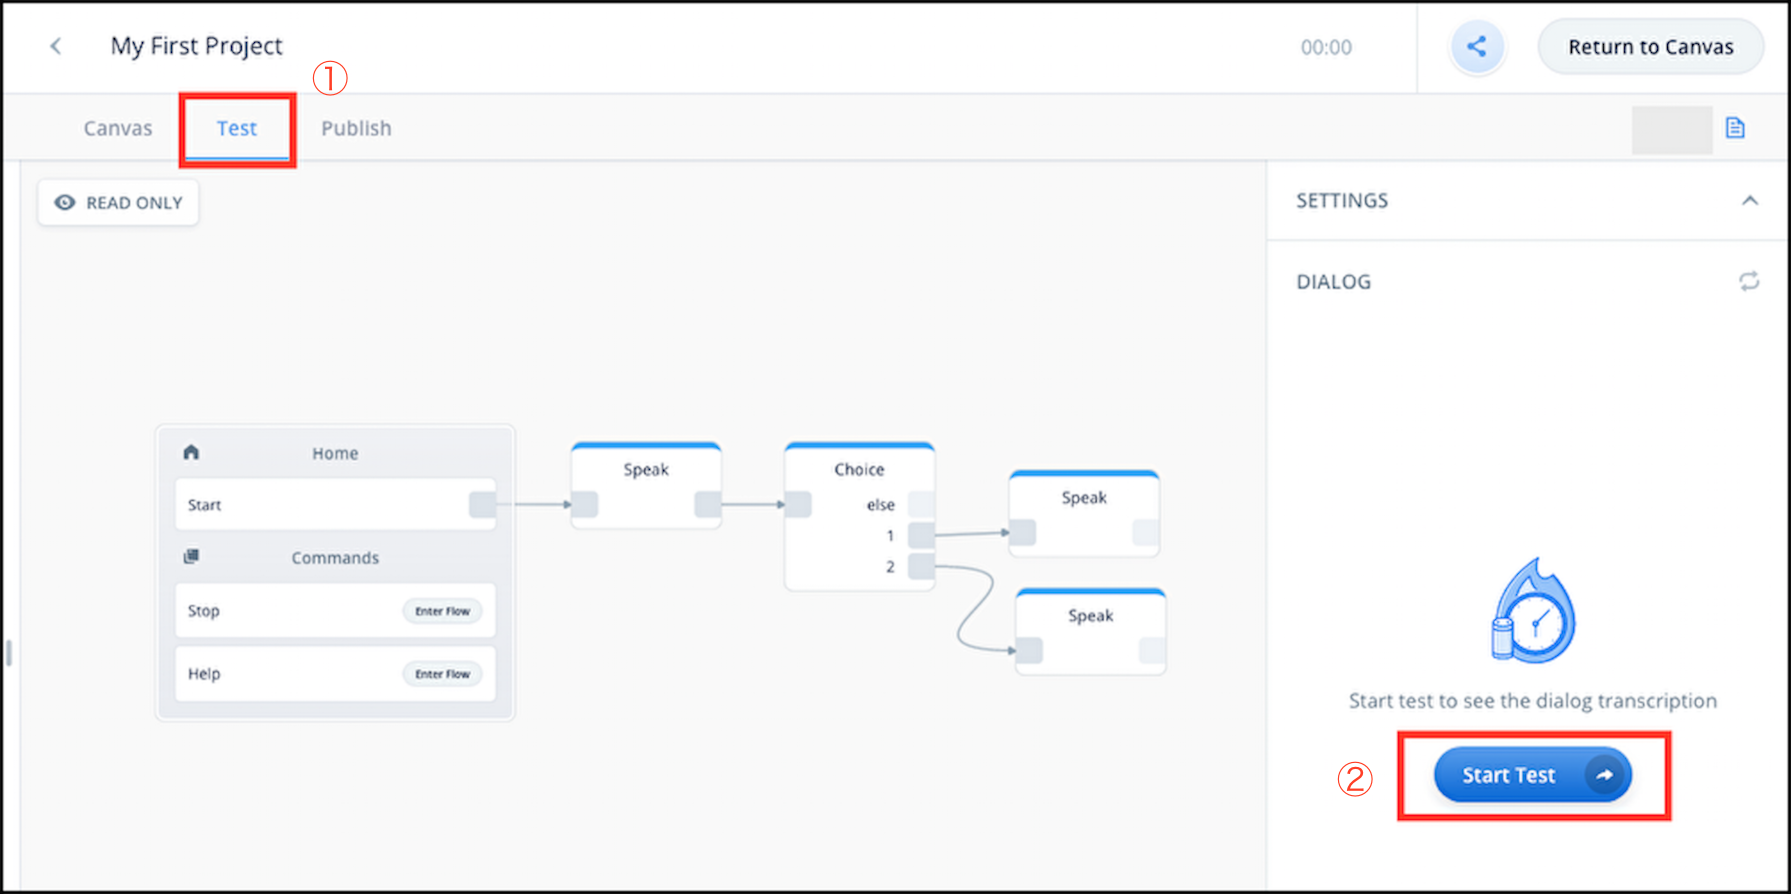 My First Project
00:00
Return to Canvas
①
Canvas
Test
Publish
READ ONLY
SETTINGS
DIALOG
Home
Start
Commands
Stop
Enter Flow
Help
Enter Flow
Speak
Choice
else
1
2
Speak
Speak
Start test to see the dialog transcription
②
Start Test